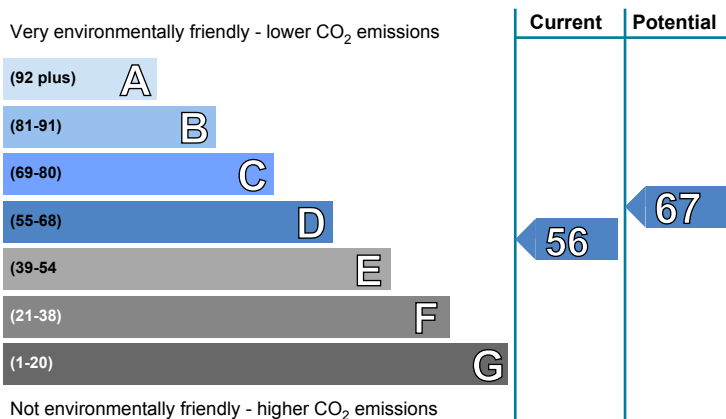 Current Potential
Very environmentally friendly - lower CO2 emissions
(92 plus) A
(81-91) B
(69-80) C
(55-68) D
67
56
(39-54 E
(21-38) F
(1-20) G
Not environmentally friendly - higher CO2 emissions